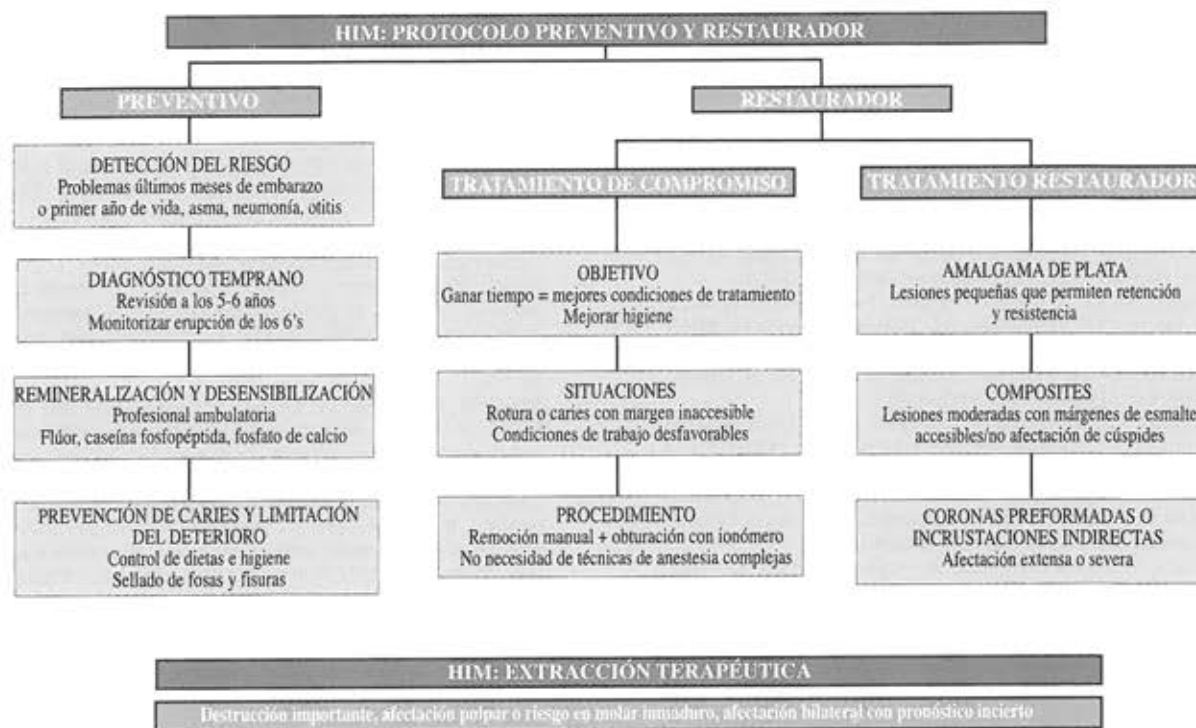 HIM: PROTOCOLO PREVENTIVO Y RESTAURADOR
PREVENTIVO
DETECCIÓN DEL RIESGO
Problemas últimos meses de embarazo
o primer año de vida, asma, neumonía, otitis
DIAGNÓSTICO TEMPRANO
Revisión a los 5-6 años
Monitorizar erupción de los 6's
REMINERALIZACIÓN Y DESENSIBILIZACIÓN
Profesional ambulatoria
Flúor, caseína fosfopéptida, fosfato de calcio
PREVENCIÓN DE CARIES Y LIMITACIÓN
DEL DETERIORO
Control de dietas e higiene
Sellado de fosas y fisuras
RESTAURADOR
TRATAMIENTO DE COMPROMISO
OBJETIVO
Ganar tiempo = mejores condiciones de tratamiento
Mejorar higiene
SITUACIONES
Rotura o caries con margen inaccesible
Condiciones de trabajo desfavorables
PROCEDIMIENTO
Remoción manual + obturación con ionómero
No necesidad de técnicas de anestesia complejas
TRATAMIENTO RESTAURADOR
AMALGAMA DE PLATA
Lesiones pequeñas que permiten retención
y resistencia
COMPOSITES
Lesiones moderadas con márgenes de esmalte
accesibles/no afectación de cúspides
CORONAS PREFORMADAS O
INCRUSTACIONES INDIRECTAS
Afectación extensa o severa
HIM: EXTRACCIÓN TERAPÉUTICA
Destrucción importante, afectación pulpar o riesgo en molar inmaduro, afectación bilateral con pronóstico incierto